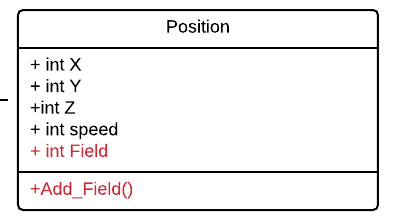 Position
+ int X
+ int Y
+int Z
+ int speed
+ int Field
+Add_Field()